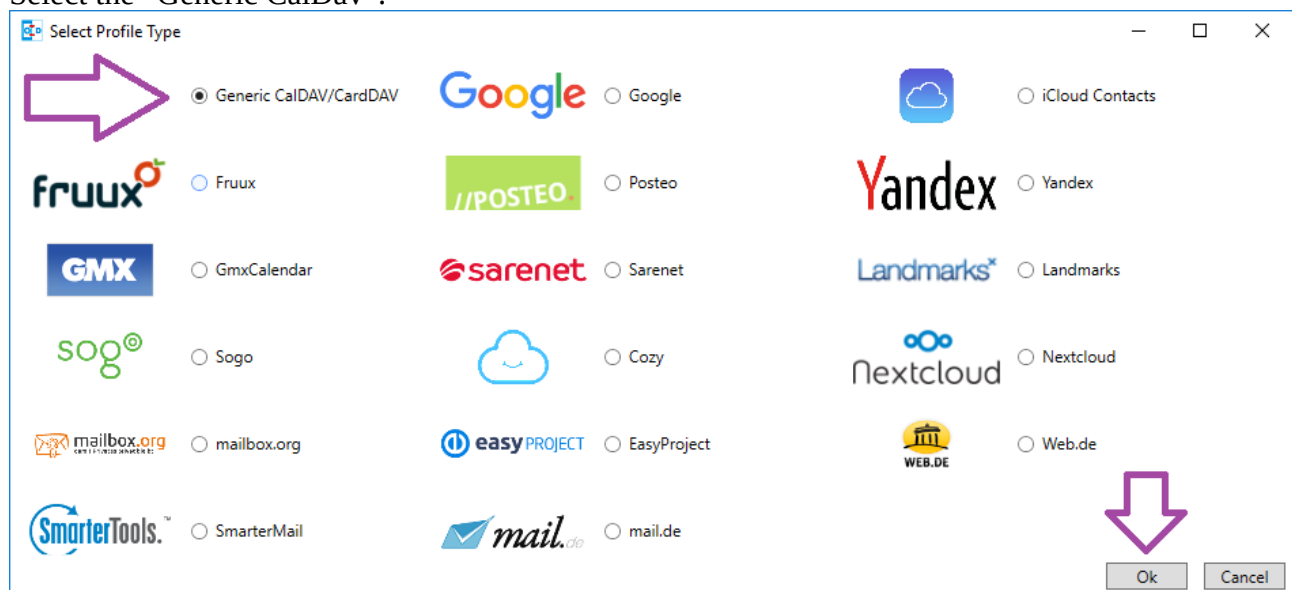 Select the "Generic CalDav".
Select Profile Type
Generic CalDAV/CardDAV
Google
Google
iCloud Contacts
fruux
Fruux
//POSTEO.
Posteo
Yandex
Yandex
GMX
GmxCalendar
sarenet
Sarenet
Landmarks
Landmarks
sogo
Sogo
Cozy
Nextcloud
Nextcloud
mailbox.org
mailbox.org
easy PROJECT
EasyProject
WEB.DE
Web.de
SmarterTools.™
SmarterMail
mail.de
mail.de
Ok
Cancel